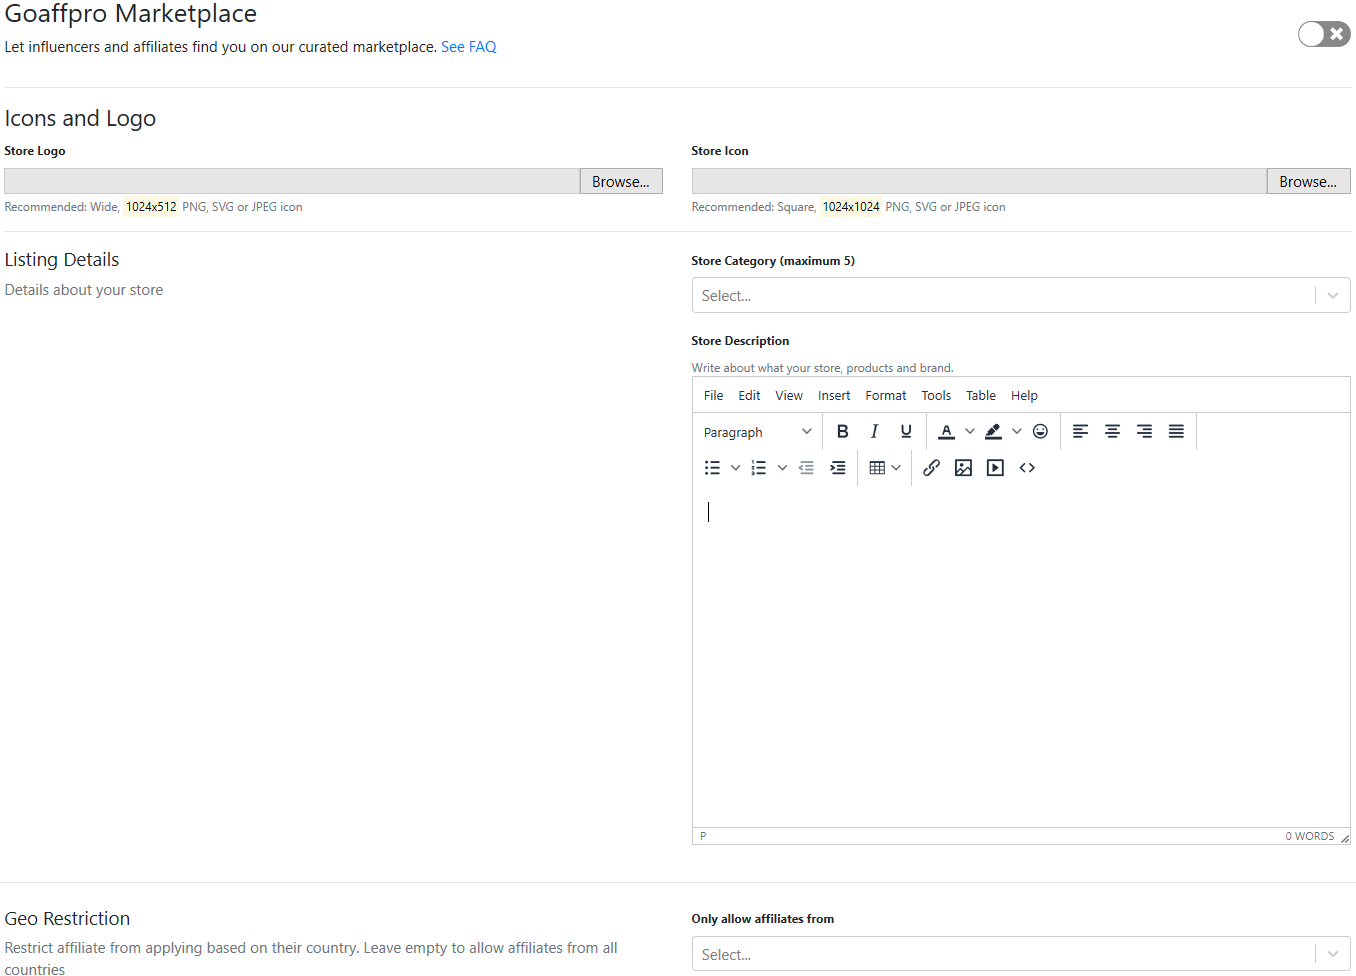 Goaffpro Marketplace
Let influencers and affiliates find you on our curated marketplace. See FAQ
Icons and Logo
Store Logo
Browse...
Recommended: Wide, 1024x512 PNG, SVG or JPEG icon
Store Icon
Browse...
Recommended: Square, 1024x1024 PNG, SVG or JPEG icon
Listing Details
Details about your store
Store Category (maximum 5)
Select...
Store Description
Write about what your store, products and brand.
File Edit View Insert Format Tools Table Help
Paragraph B I U A
P 0 WORDS
Geo Restriction
Restrict affiliate from applying based on their country. Leave empty to allow affiliates from all
countries
Only allow affiliates from
Select...